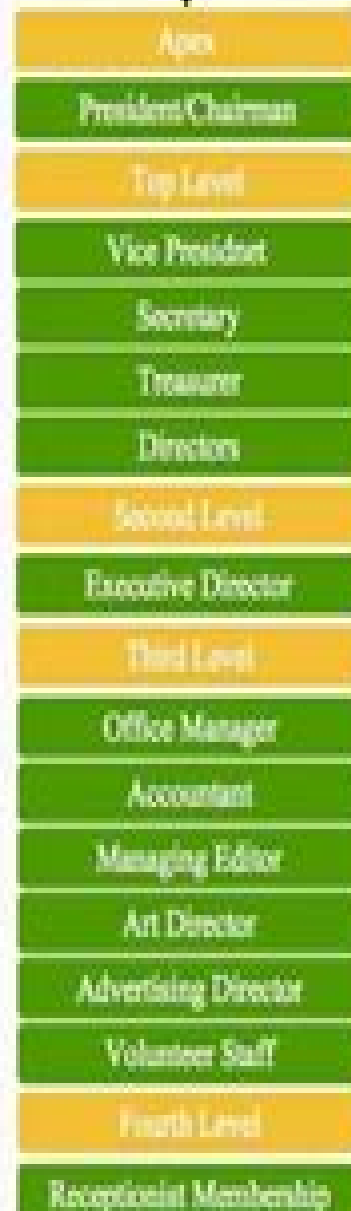 Apex
President/Chairman
Top Level
Vice Presidnet
Secretary
Treasurer
Directors
Second Level
Executive Director
Third Level
Office Manager
Accountant
Managing Editor
Art Director
Advertising Director
Volunteer Staff
Fourth Level
Receptionist Membership